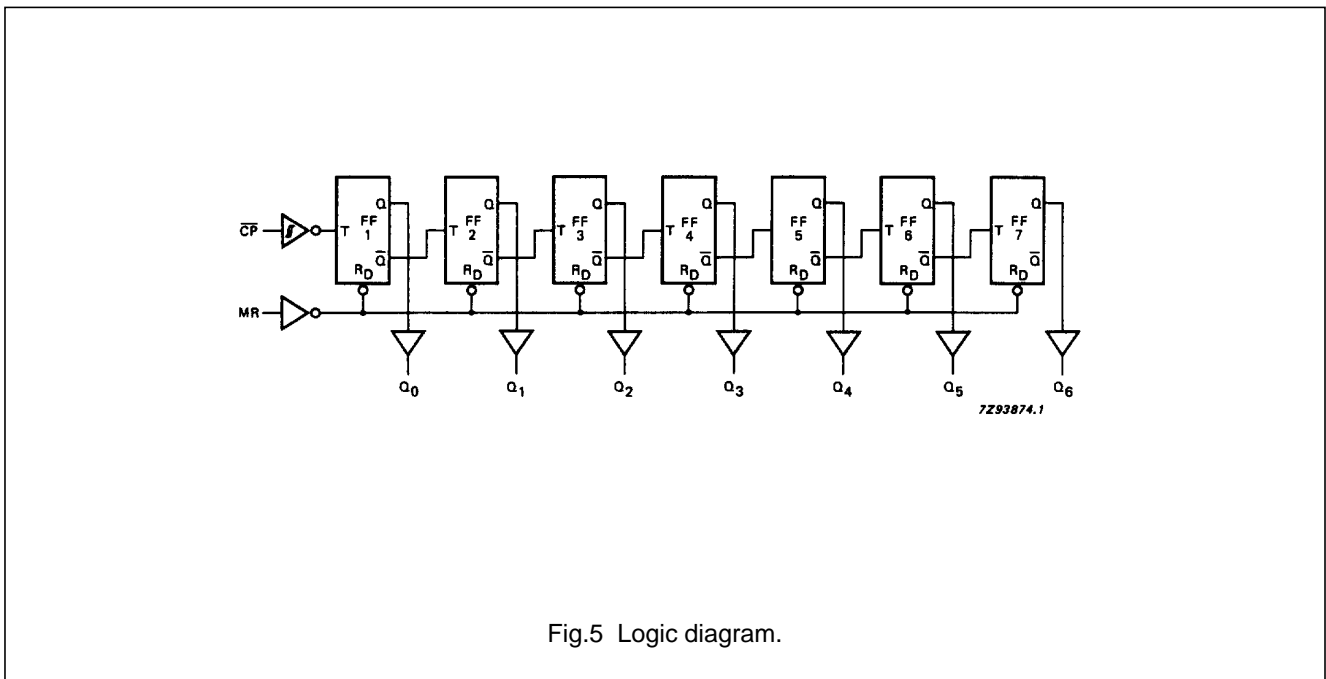 Q Q Q Q Q Q Q
FF FF FF FF FF FF FF
C̅P̅ T T T T T T
1 2 3 4 5 6 7
Q̅ Q̅ Q̅ Q̅ Q̅ Q̅
R_D R_D R_D R_D R_D R_D R_D
MR
Q0 Q1 Q2 Q3 Q4 Q5 Q6
7Z93874.1
Fig.5 Logic diagram.